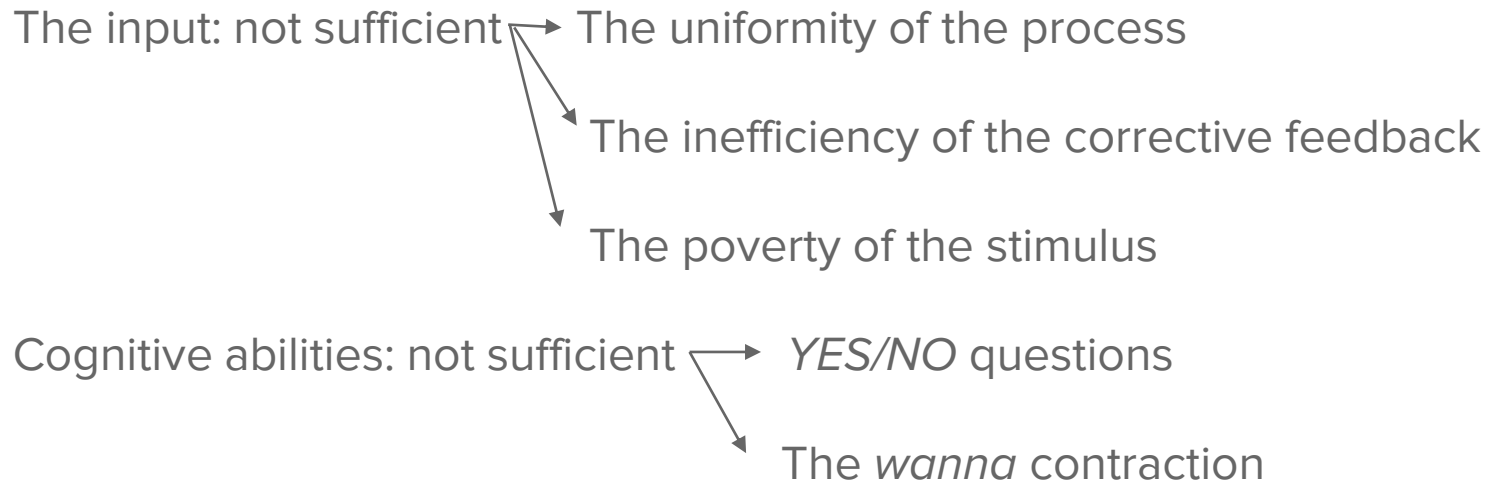 The input: not sufficient The uniformity of the process
The inefficiency of the corrective feedback
The poverty of the stimulus
Cognitive abilities: not sufficient YES/NO questions
The wanna contraction